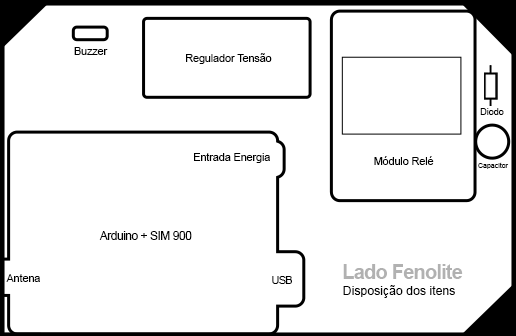 Buzzer
Regulador Tensão
Diodo
Capacitor
Módulo Relé
Entrada Energia
Arduino + SIM 900
Antena
USB
Lado Fenolite
Disposição dos itens